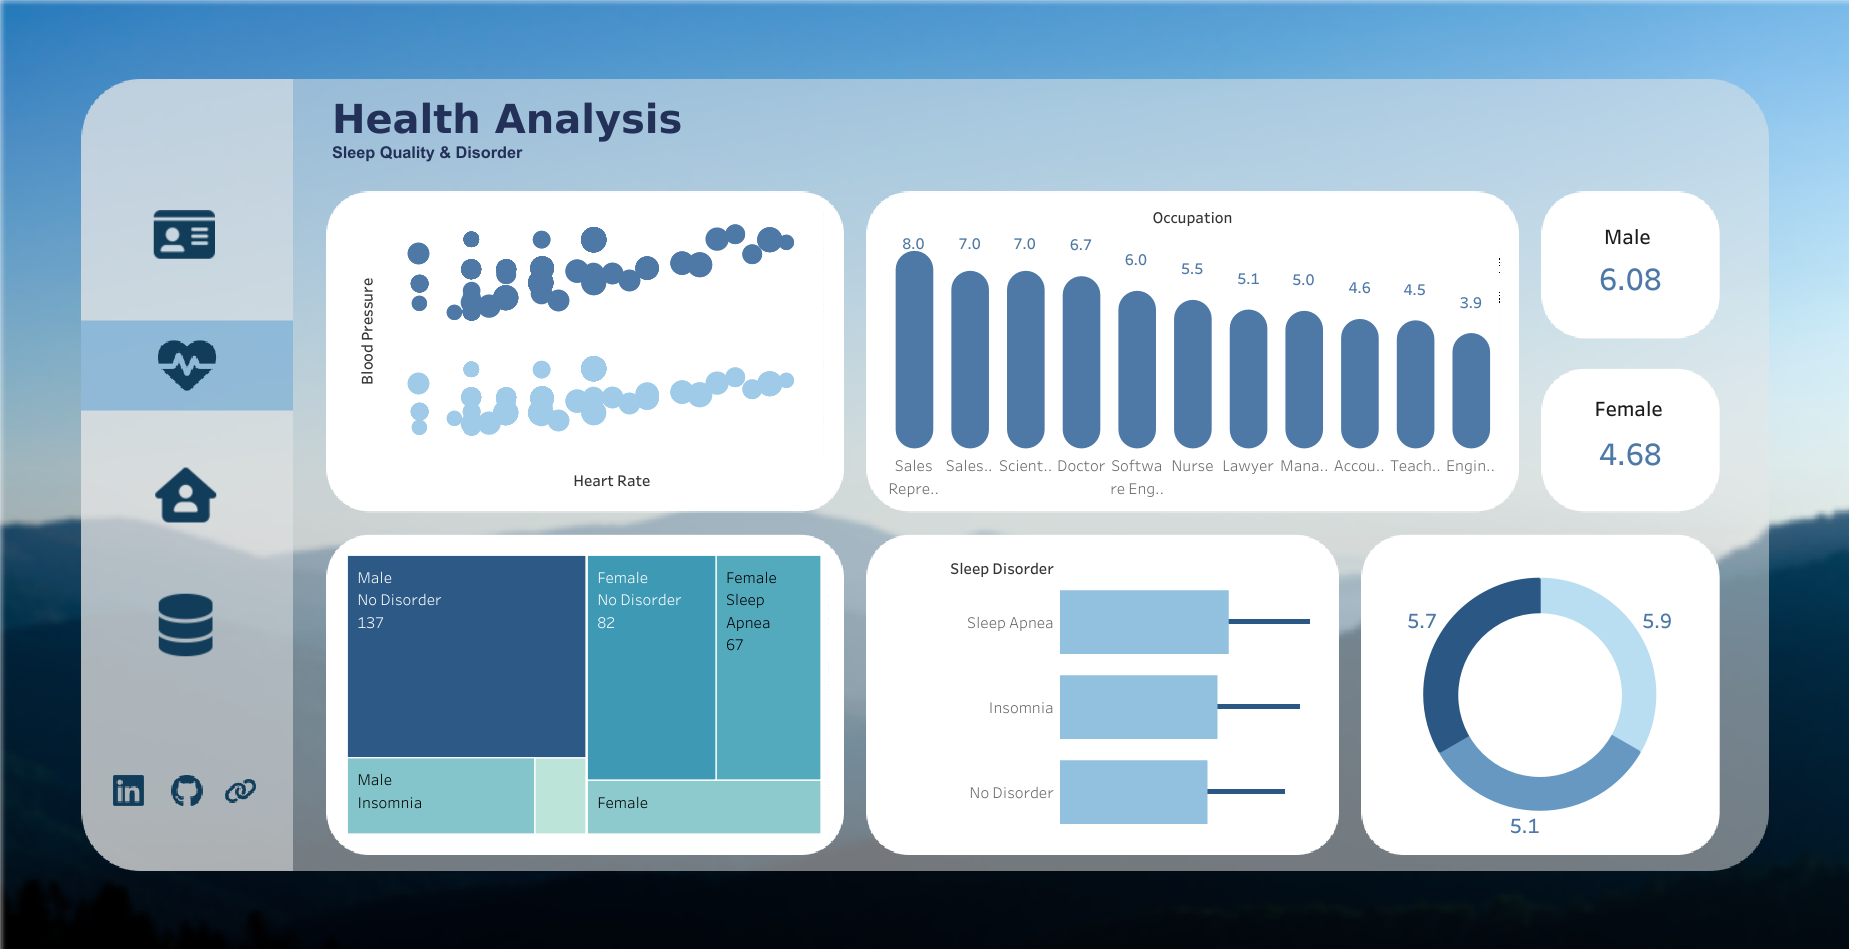 Health Analysis
Sleep Quality & Disorder
Blood Pressure
Heart Rate
Occupation
8.0 7.0 7.0 6.7 6.0 5.5 5.1 5.0 4.6 4.5 3.9
Sales Sales.. Scient.. Doctor Softwa Nurse Lawyer Mana.. Accou.. Teach.. Engin..
Repre.. re Eng..
Male
6.08
Female
4.68
Male
No Disorder
137
Female
No Disorder
82
Female
Sleep
Apnea
67
Male
Insomnia
Female
Sleep Disorder
Sleep Apnea
Insomnia
No Disorder
5.7
5.9
5.1
in